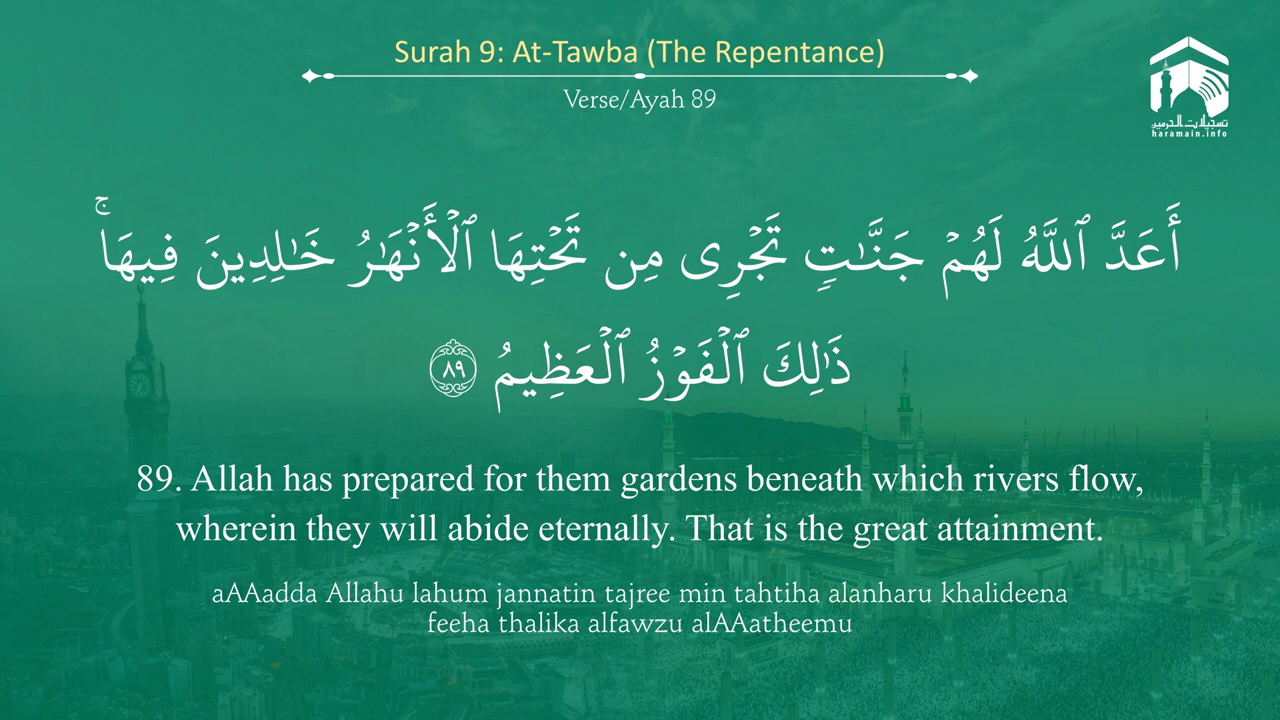 Surah 9: At-Tawba (The Repentance)
Verse/Ayah 89
تسجيلات الحرمين
haramain.info
أَعَدَّ ٱللَّهُ لَهُمْ جَنَّـٰتٍ تَجْرِى مِن تَحْتِهَا ٱلْأَنْهَـٰرُ خَـٰلِدِينَ فِيهَا ۚ
ذَٰلِكَ ٱلْفَوْزُ ٱلْعَظِيمُ ٨٩
89. Allah has prepared for them gardens beneath which rivers flow,
wherein they will abide eternally. That is the great attainment.
aAAadda Allahu lahum jannatin tajree min tahtiha alanharu khalideena
feeha thalika alfawzu alAAatheemu